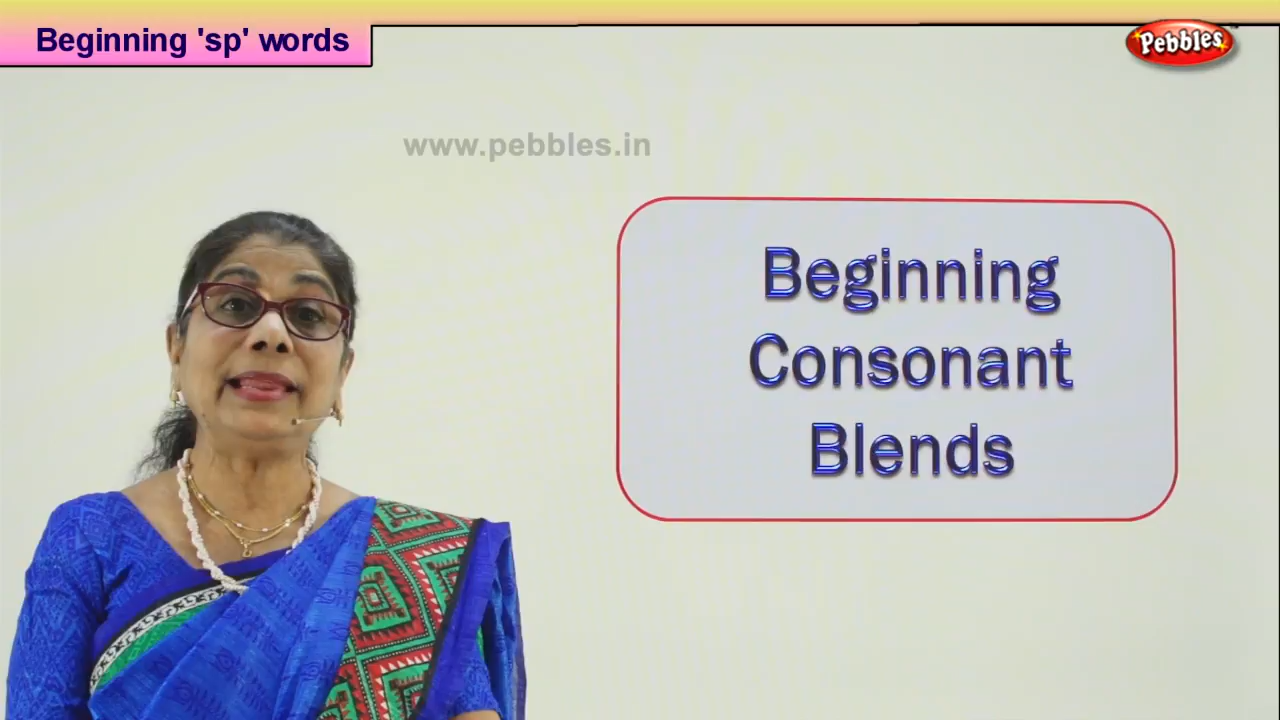 Beginning 'sp' words
Pebbles
www.pebbles.in
Beginning
Consonant
Blends